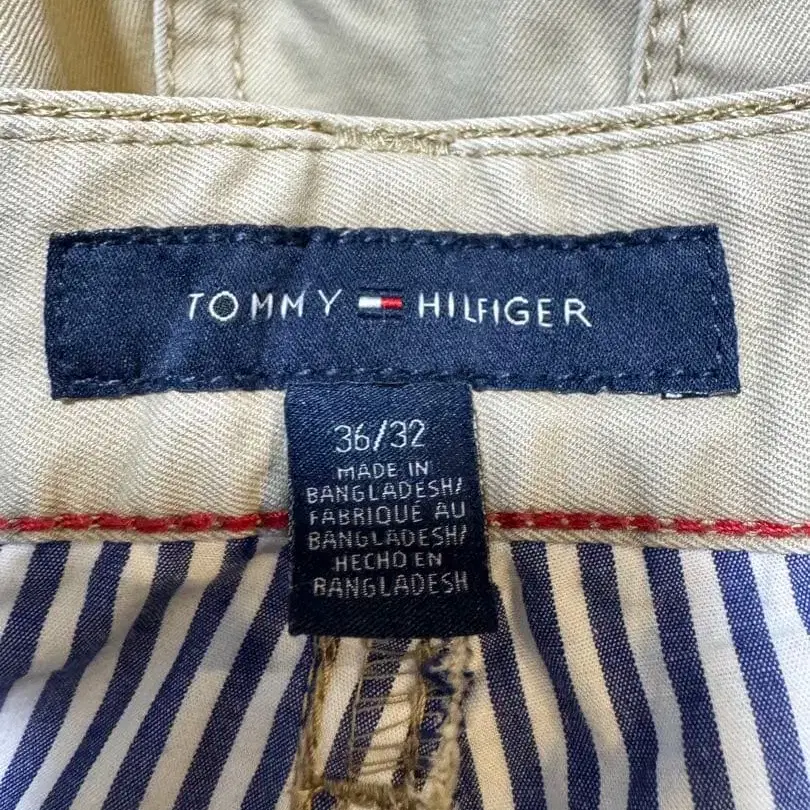 TOMMY HILFIGER
36/32
MADE IN
BANGLADESH/
FABRIQUÉ AU
BANGLADESH/
HECHO EN
BANGLADESH